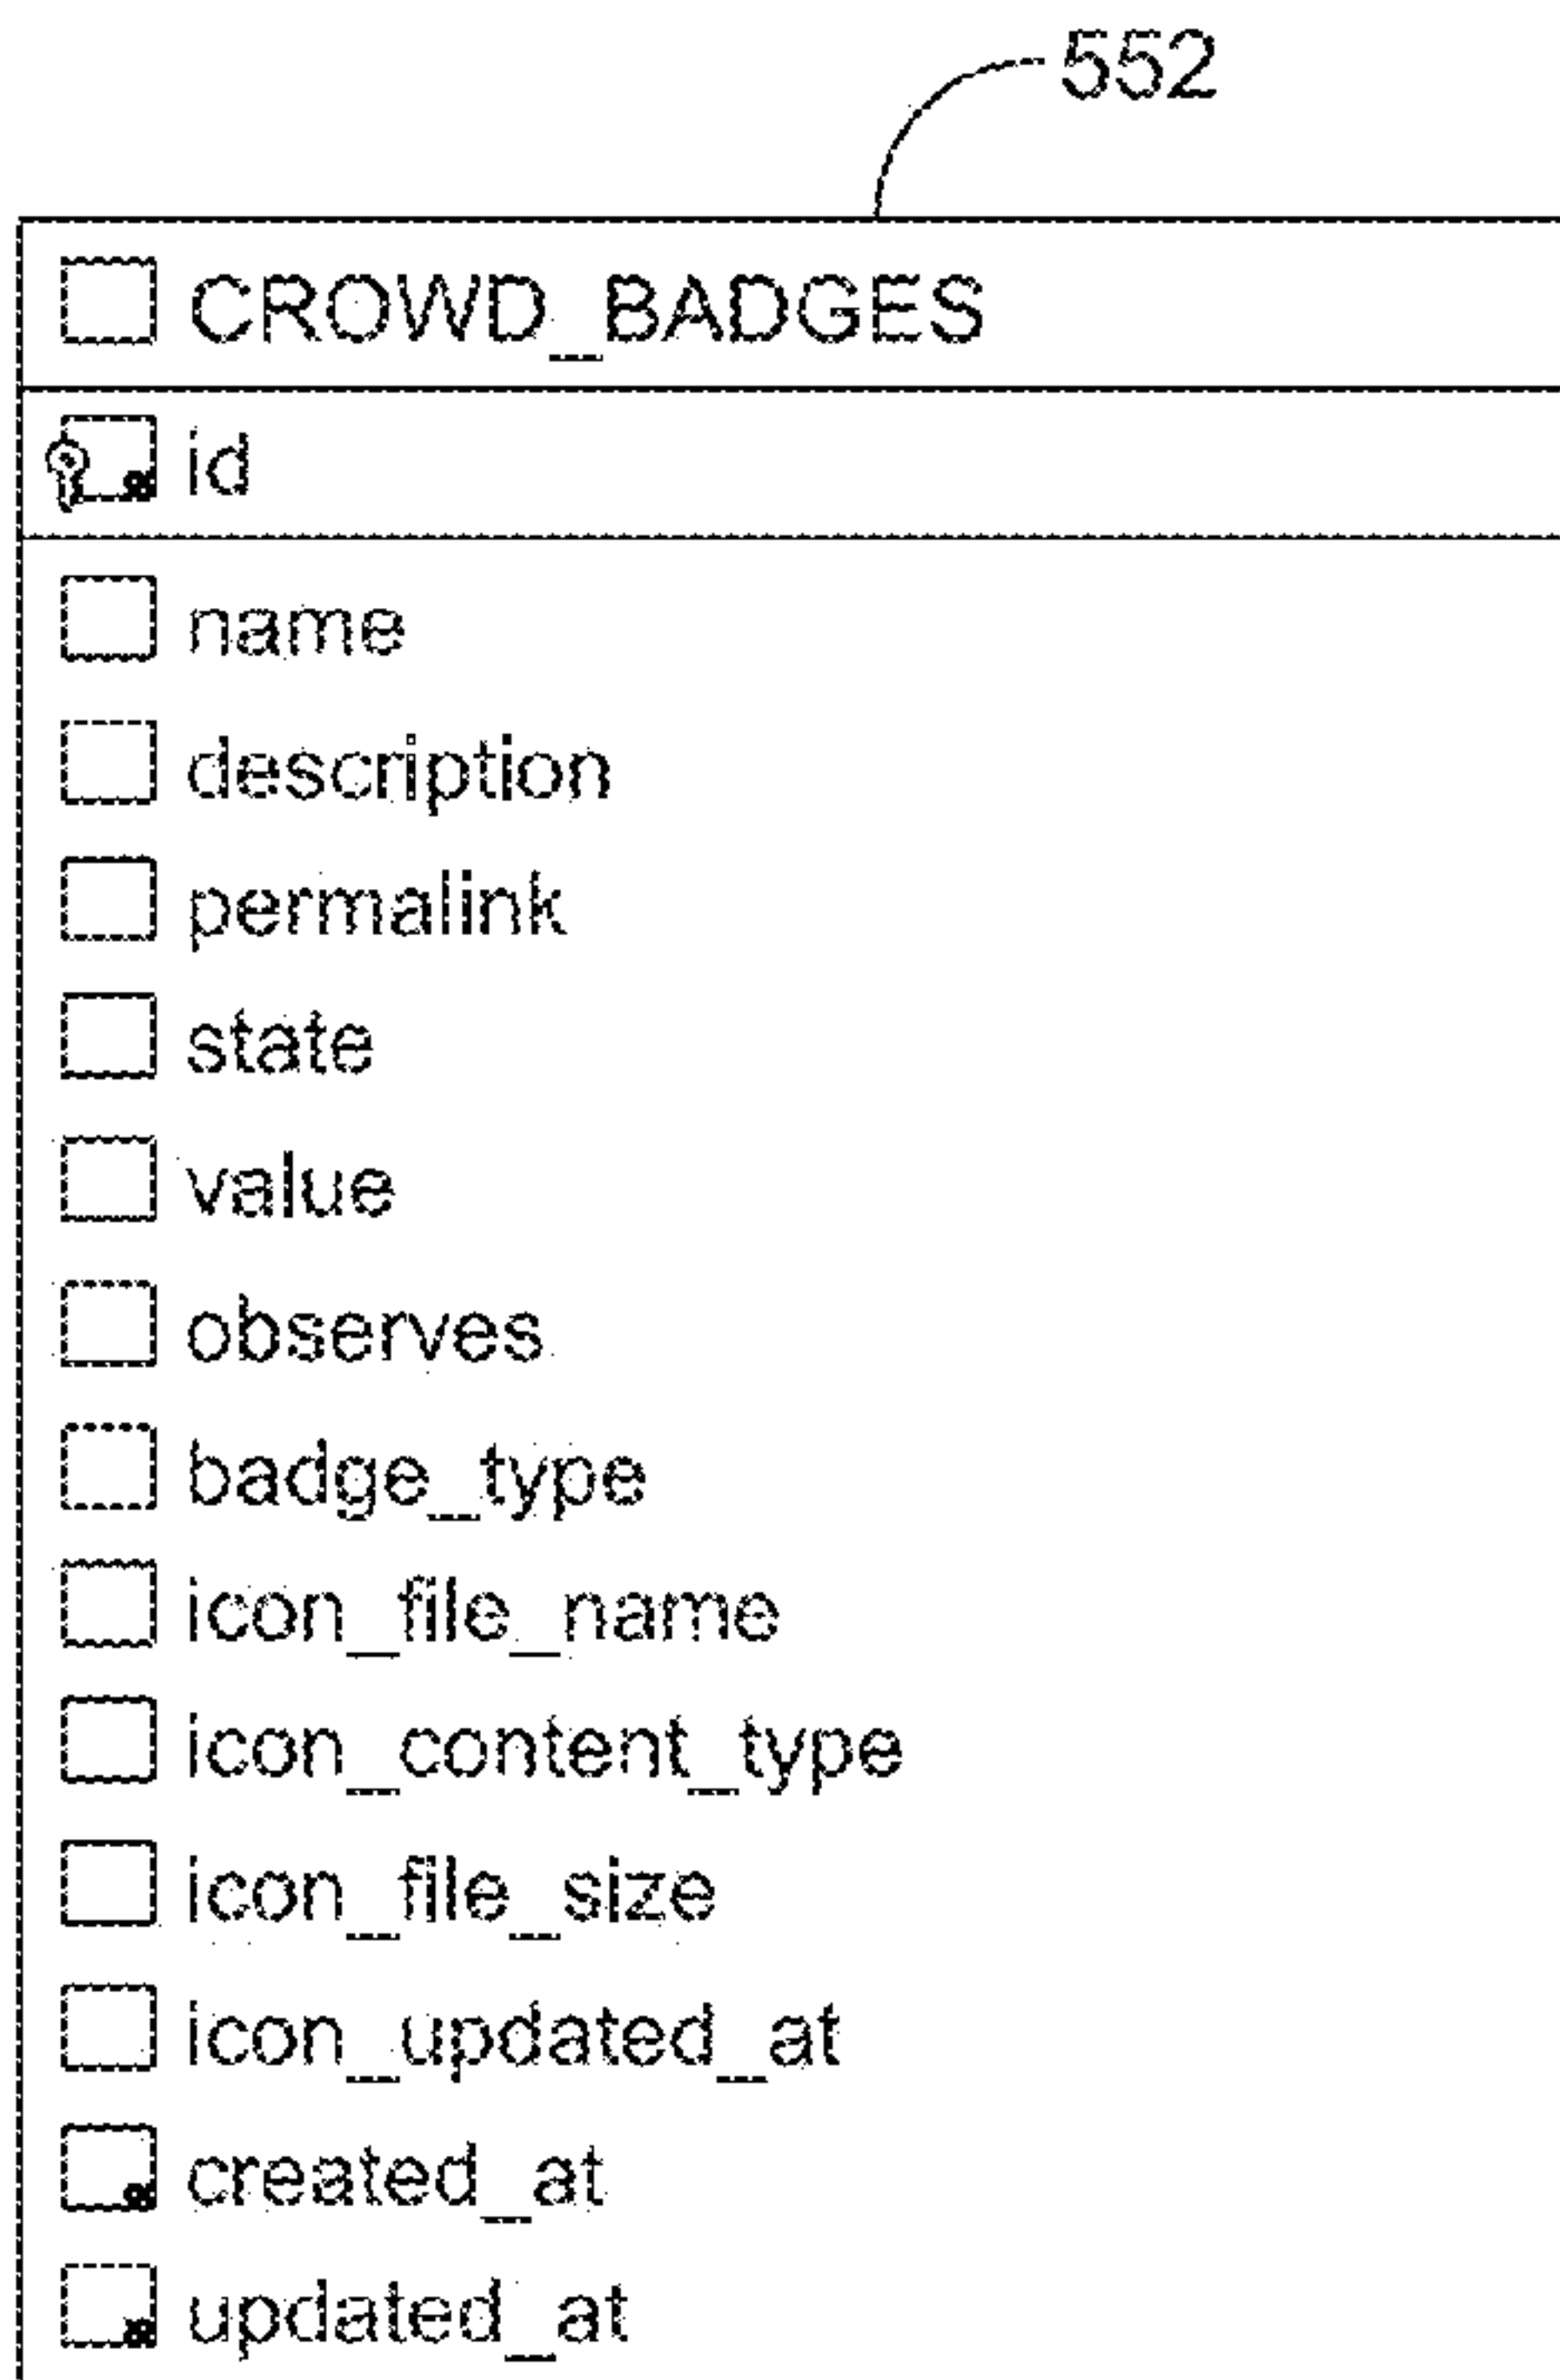 552
CROWD_BADGES
id
name
description
permalink
state
value
observes
badge_type
icon_file_name
icon_content_type
icon_file_size
icon_updated_at
created_at
updated_at